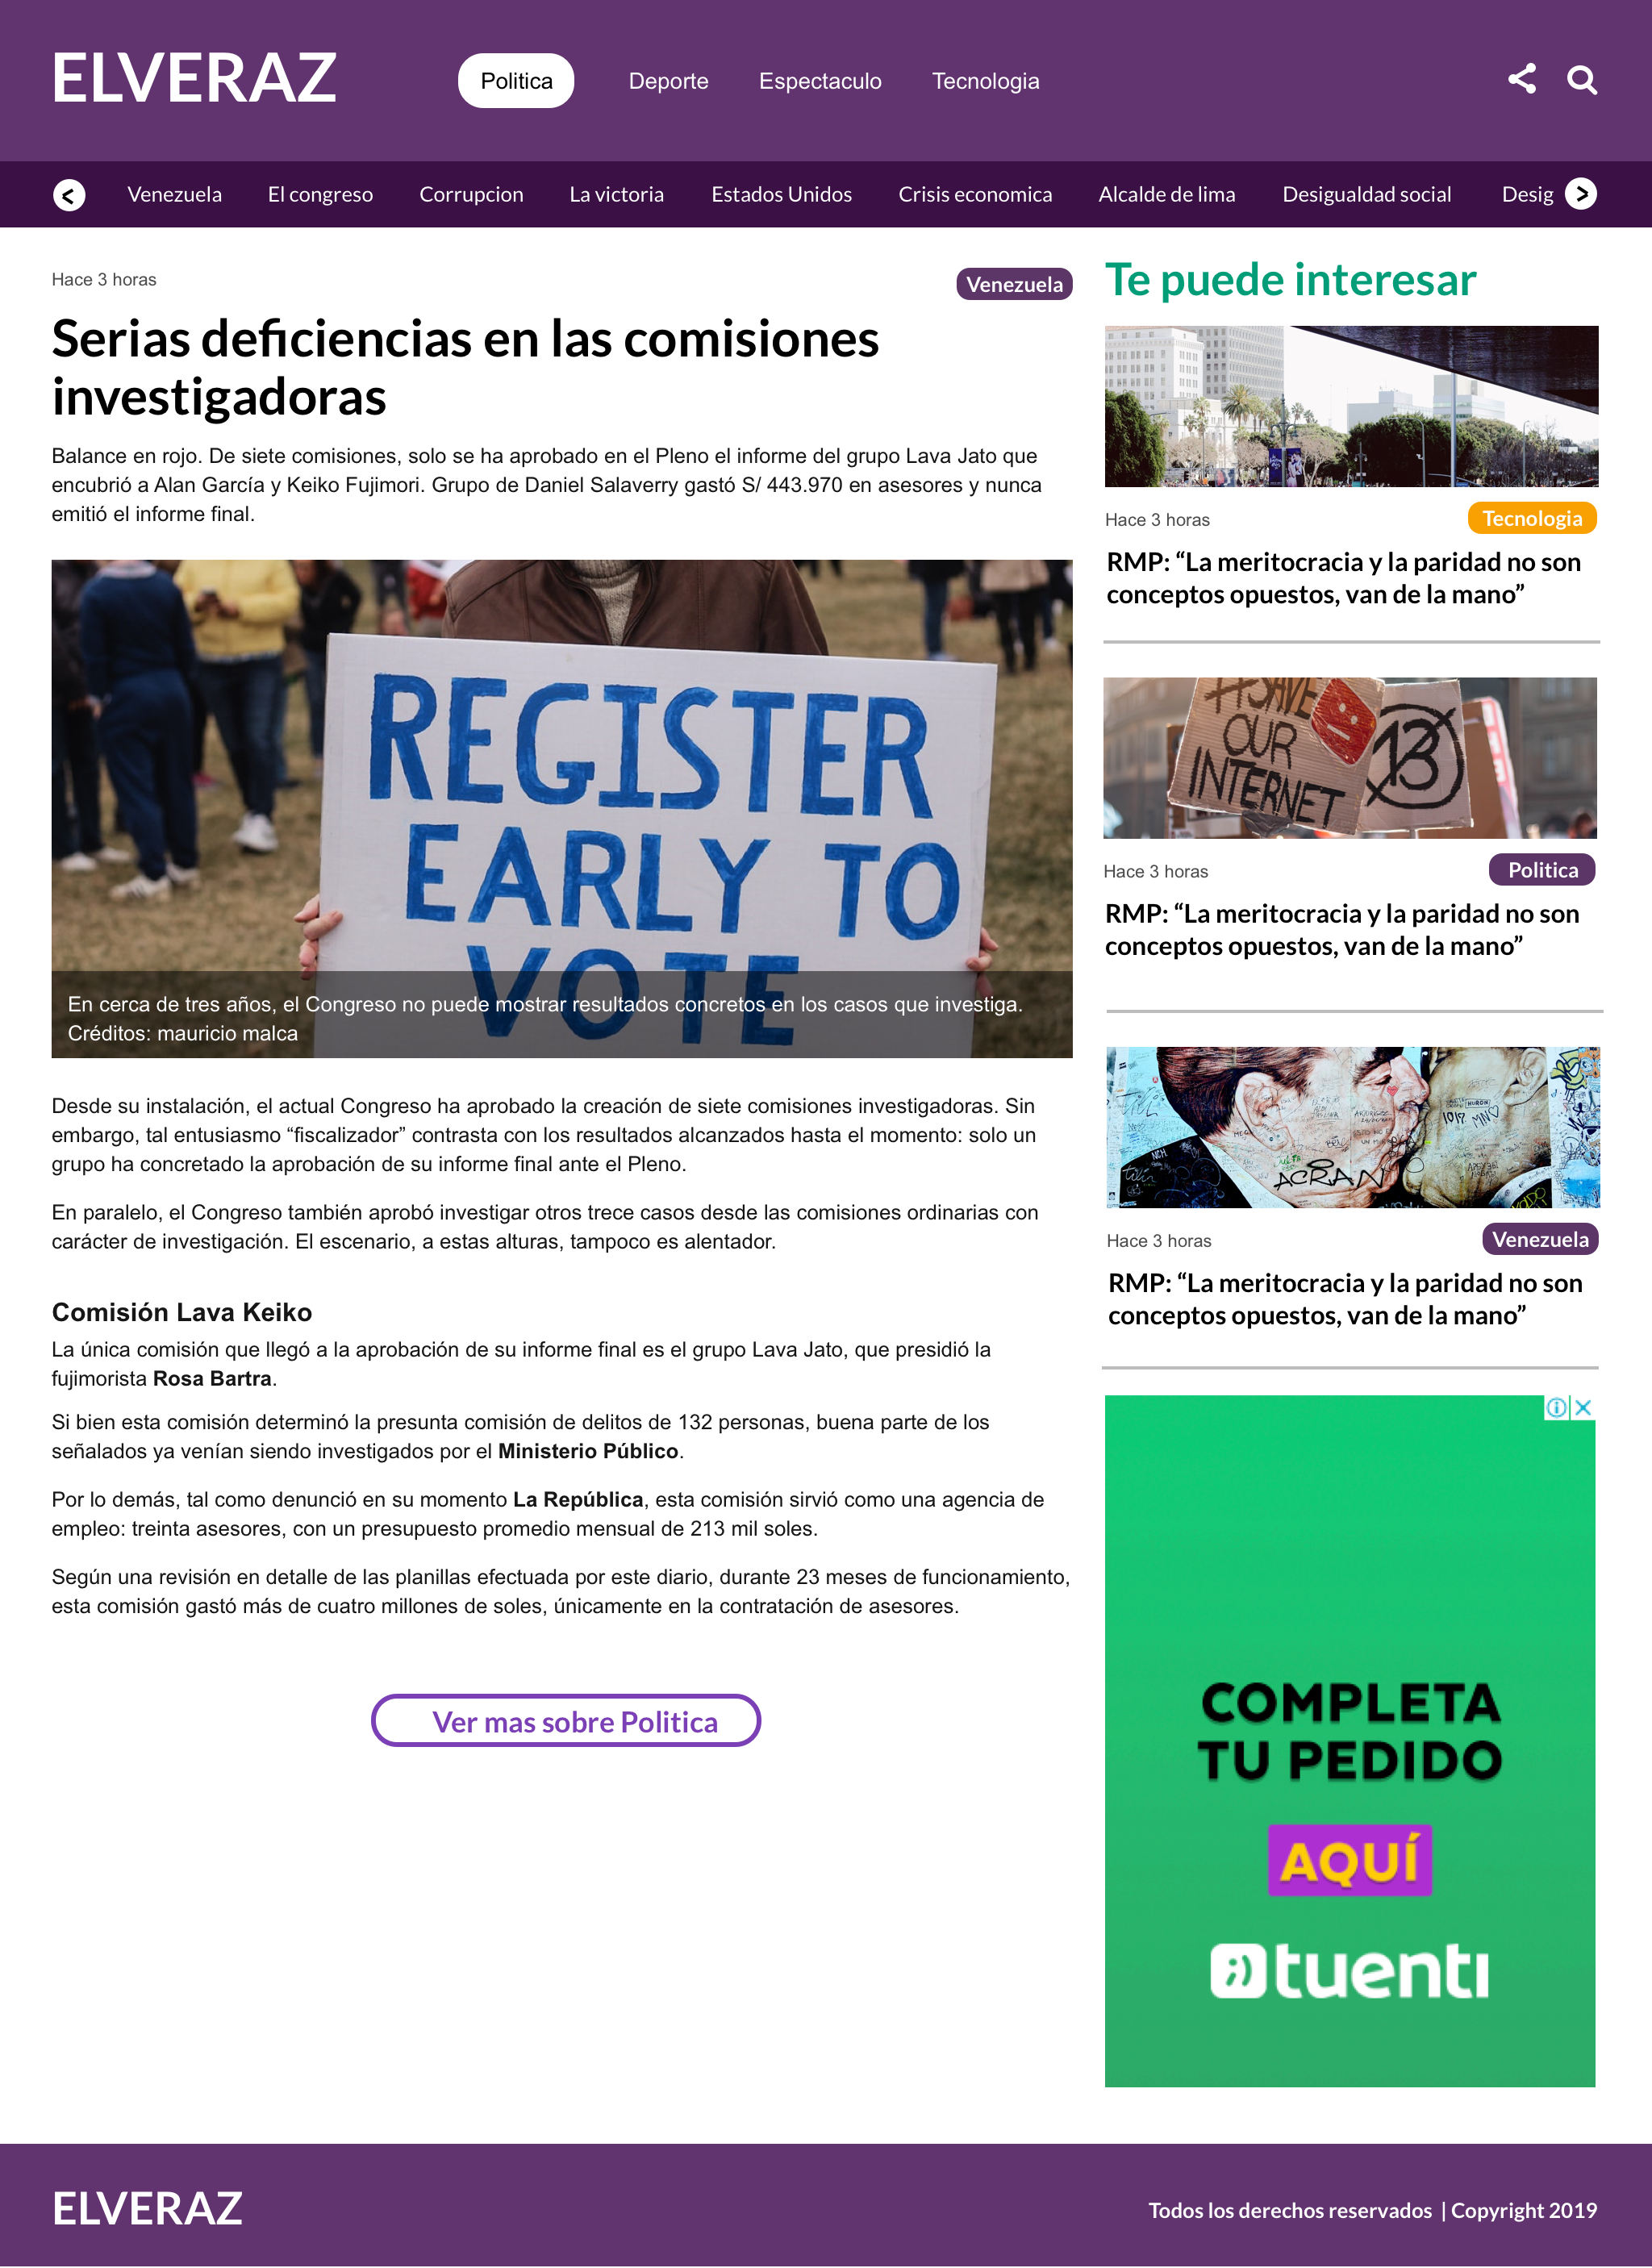 ELVERAZ
Politica
Deporte
Espectaculo
Tecnologia
<
Venezuela
El congreso
Corrupcion
La victoria
Estados Unidos
Crisis economica
Alcalde de lima
Desigualdad social
Desig
>
Hace 3 horas
Venezuela
Serias deficiencias en las comisiones
investigadoras
Balance en rojo. De siete comisiones, solo se ha aprobado en el Pleno el informe del grupo Lava Jato que
encubrió a Alan García y Keiko Fujimori. Grupo de Daniel Salaverry gastó S/ 443.970 en asesores y nunca
emitió el informe final.
REGISTER
EARLY TO
VOTE
En cerca de tres años, el Congreso no puede mostrar resultados concretos en los casos que investiga.
Créditos: mauricio malca
Desde su instalación, el actual Congreso ha aprobado la creación de siete comisiones investigadoras. Sin
embargo, tal entusiasmo “fiscalizador” contrasta con los resultados alcanzados hasta el momento: solo un
grupo ha concretado la aprobación de su informe final ante el Pleno.
En paralelo, el Congreso también aprobó investigar otros trece casos desde las comisiones ordinarias con
carácter de investigación. El escenario, a estas alturas, tampoco es alentador.
Comisión Lava Keiko
La única comisión que llegó a la aprobación de su informe final es el grupo Lava Jato, que presidió la
fujimorista Rosa Bartra.
Si bien esta comisión determinó la presunta comisión de delitos de 132 personas, buena parte de los
señalados ya venían siendo investigados por el Ministerio Público.
Por lo demás, tal como denunció en su momento La República, esta comisión sirvió como una agencia de
empleo: treinta asesores, con un presupuesto promedio mensual de 213 mil soles.
Según una revisión en detalle de las planillas efectuada por este diario, durante 23 meses de funcionamiento,
esta comisión gastó más de cuatro millones de soles, únicamente en la contratación de asesores.
Ver mas sobre Politica
Te puede interesar
Hace 3 horas
Tecnologia
RMP: “La meritocracia y la paridad no son
conceptos opuestos, van de la mano”
#SAVE
OUR
INTERNET
13
Hace 3 horas
Politica
RMP: “La meritocracia y la paridad no son
conceptos opuestos, van de la mano”
ACRAN
Hace 3 horas
Venezuela
RMP: “La meritocracia y la paridad no son
conceptos opuestos, van de la mano”
COMPLETA
TU PEDIDO
AQUÍ
tuenti
ELVERAZ
Todos los derechos reservados | Copyright 2019